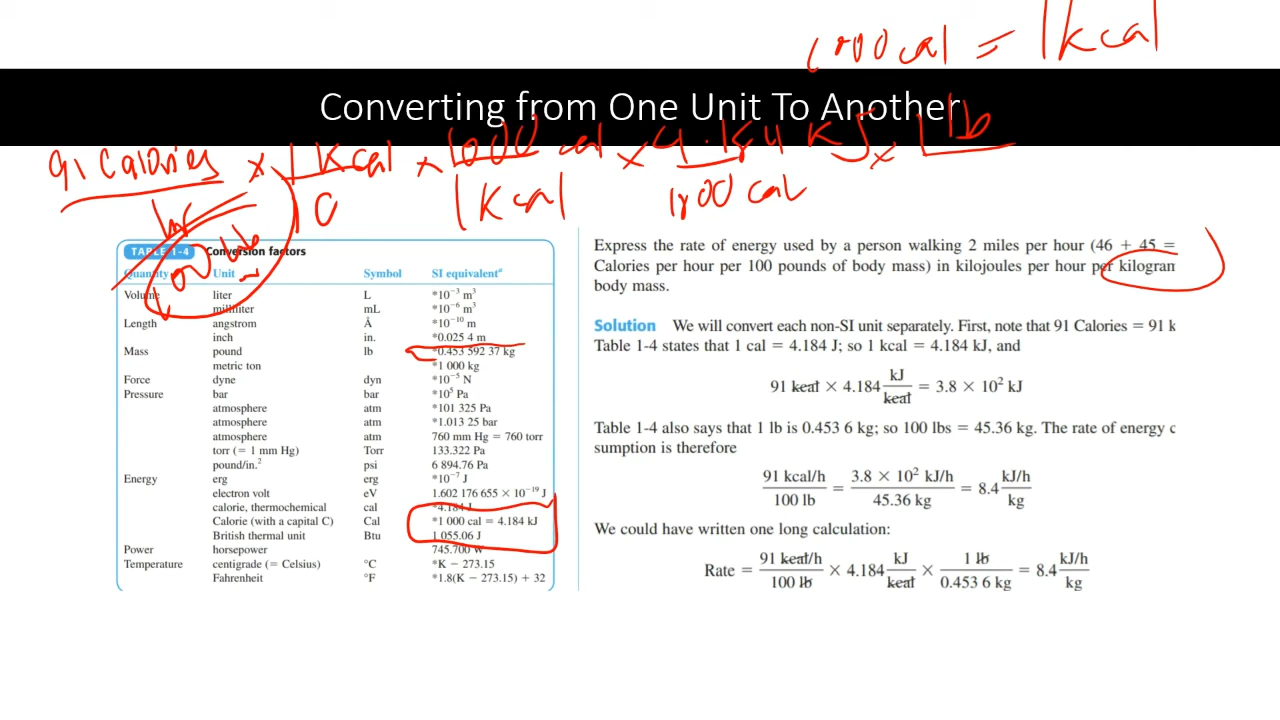 1000 cal = 1 kcal
Converting from One Unit To Another
91 Calories × 1 kcal × 1000 cal × 4.184 kJ × 1 lb
1 C 1 kcal 1000 cal
100 lb
TABLE 1-4 Conversion factors
Quantity Unit Symbol SI equivalentᵃ
Volume liter L *10⁻³ m³
milliliter mL *10⁻⁶ m³
Length angstrom Å *10⁻¹⁰ m
inch in. *0.025 4 m
Mass pound lb *0.453 592 37 kg
metric ton *1 000 kg
Force dyne dyn *10⁻⁵ N
Pressure bar bar *10⁵ Pa
atmosphere atm *101 325 Pa
atmosphere atm *1.013 25 bar
atmosphere atm 760 mm Hg = 760 torr
torr (= 1 mm Hg) Torr 133.322 Pa
pound/in.² psi 6 894.76 Pa
Energy erg erg *10⁻⁷ J
electron volt eV 1.602 176 655 × 10⁻¹⁹ J
calorie, thermochemical cal *4.184 J
Calorie (with a capital C) Cal *1 000 cal = 4.184 kJ
British thermal unit Btu 1 055.06 J
Power horsepower 745.700 W
Temperature centigrade (= Celsius) °C *K − 273.15
Fahrenheit °F *1.8(K − 273.15) + 32
Express the rate of energy used by a person walking 2 miles per hour (46 + 45 =
Calories per hour per 100 pounds of body mass) in kilojoules per hour per kilogran
body mass.
Solution We will convert each non-SI unit separately. First, note that 91 Calories = 91 k
Table 1-4 states that 1 cal = 4.184 J; so 1 kcal = 4.184 kJ, and
91 kcal × 4.184 kJ/kcal = 3.8 × 10² kJ
Table 1-4 also says that 1 lb is 0.453 6 kg; so 100 lbs = 45.36 kg. The rate of energy c
sumption is therefore
91 kcal/h 3.8 × 10² kJ/h kJ/h
= = 8.4
100 lb 45.36 kg kg
We could have written one long calculation:
91 kcal/h kJ 1 lb kJ/h
Rate = × 4.184 × = 8.4
100 lb kcal 0.453 6 kg kg